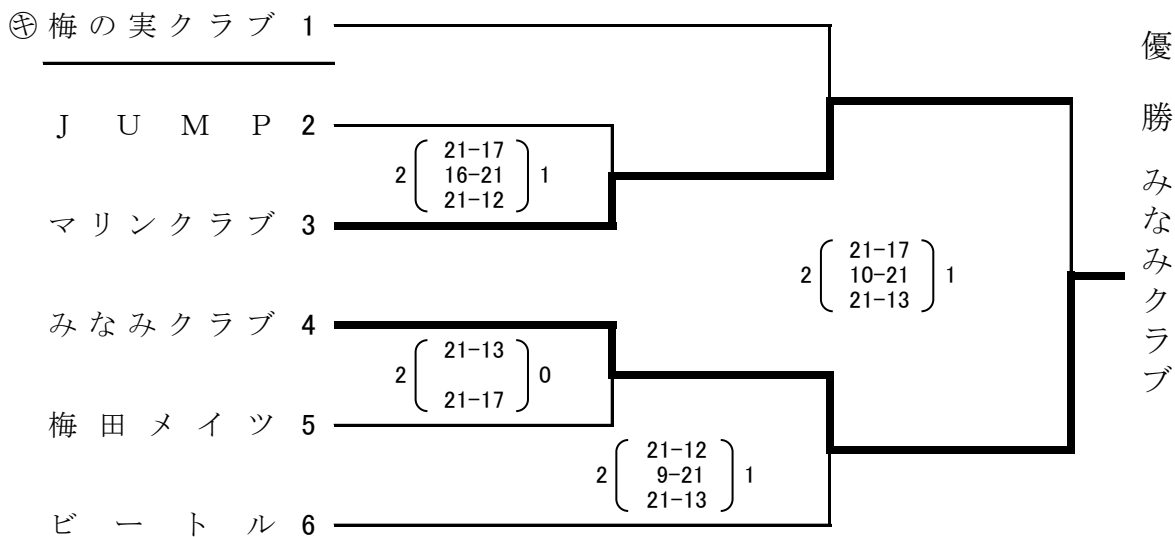 ㋖梅の実クラブ 1
JUMP 2
2 21-17 1
16-21
21-12
マリンクラブ 3
2 21-17 1
10-21
21-13
みなみクラブ 4
2 21-13 0
21-17
梅田メイツ 5
2 21-12 1
9-21
21-13
ビートル 6
優勝 みなみクラブ